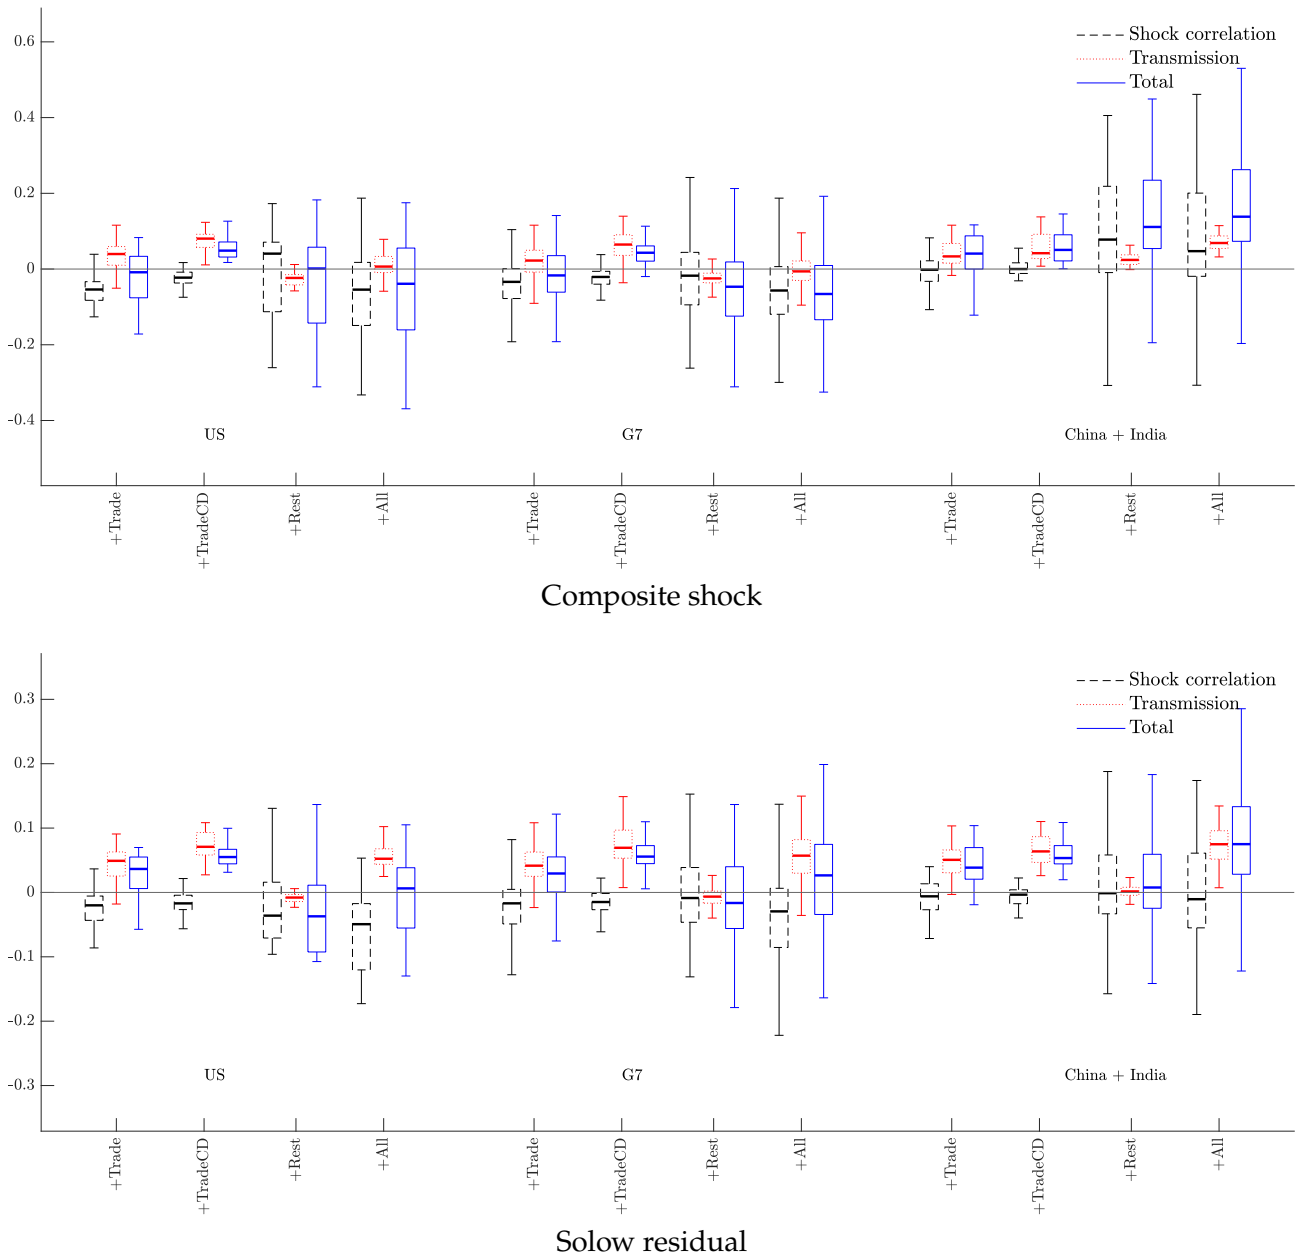 0.6
0.4
0.2
0
-0.2
-0.4
Shock correlation
Transmission
Total
US
G7
China + India
+Trade
+TradeCD
+Rest
+All
+Trade
+TradeCD
+Rest
+All
+Trade
+TradeCD
+Rest
+All
Composite shock
0.3
0.2
0.1
0
-0.1
-0.2
-0.3
Shock correlation
Transmission
Total
US
G7
China + India
+Trade
+TradeCD
+Rest
+All
+Trade
+TradeCD
+Rest
+All
+Trade
+TradeCD
+Rest
+All
Solow residual